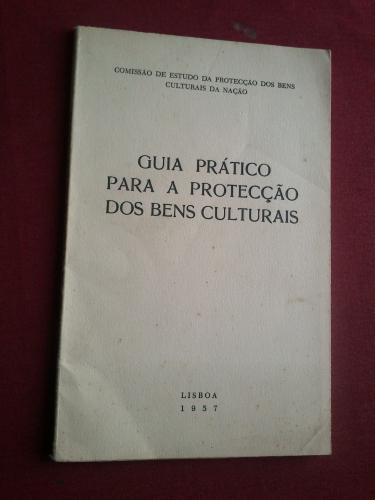 COMISSÃO DE ESTUDO DA PROTECÇÃO DOS BENS
CULTURAIS DA NAÇÃO
GUIA PRÁTICO
PARA A PROTECÇÃO
DOS BENS CULTURAIS
LISBOA
1957